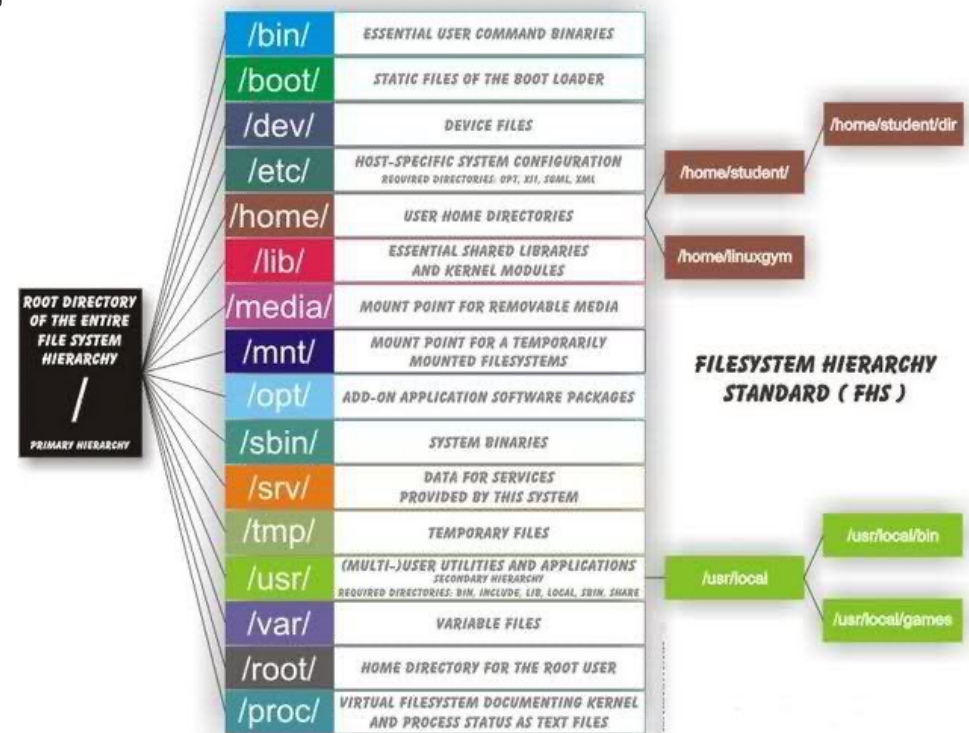 ROOT DIRECTORY
OF THE ENTIRE
FILE SYSTEM
HIERARCHY
/
PRIMARY HIERARCHY
/bin/
ESSENTIAL USER COMMAND BINARIES
/boot/
STATIC FILES OF THE BOOT LOADER
/dev/
DEVICE FILES
/etc/
HOST-SPECIFIC SYSTEM CONFIGURATION
REQUIRED DIRECTORIES: OPT, X11, SGML, XML
/home/
USER HOME DIRECTORIES
/lib/
ESSENTIAL SHARED LIBRARIES
AND KERNEL MODULES
/media/
MOUNT POINT FOR REMOVABLE MEDIA
/mnt/
MOUNT POINT FOR A TEMPORARILY
MOUNTED FILESYSTEMS
/opt/
ADD-ON APPLICATION SOFTWARE PACKAGES
/sbin/
SYSTEM BINARIES
/srv/
DATA FOR SERVICES
PROVIDED BY THIS SYSTEM
/tmp/
TEMPORARY FILES
/usr/
(MULTI-)USER UTILITIES AND APPLICATIONS
SECONDARY HIERARCHY
REQUIRED DIRECTORIES: BIN, INCLUDE, LIB, LOCAL, SBIN, SHARE
/var/
VARIABLE FILES
/root/
HOME DIRECTORY FOR THE ROOT USER
/proc/
VIRTUAL FILESYSTEM DOCUMENTING KERNEL
AND PROCESS STATUS AS TEXT FILES
/home/student/
/home/student/dir
/home/linuxgym
FILESYSTEM HIERARCHY
STANDARD ( FHS )
/usr/local
/usr/local/bin
/usr/local/games